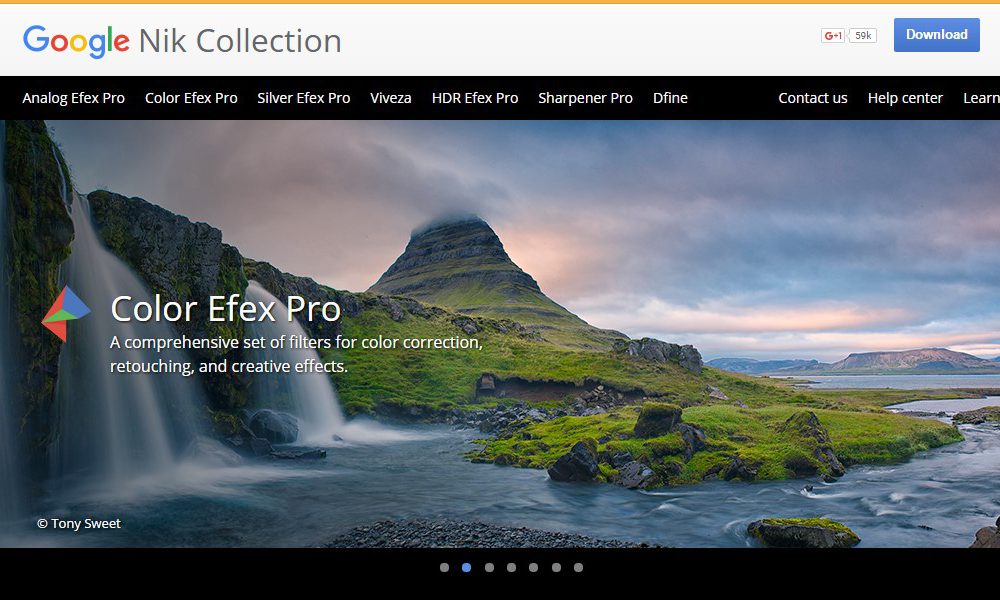 Google Nik Collection
G+1 59k
Download
Analog Efex Pro Color Efex Pro Silver Efex Pro Viveza HDR Efex Pro Sharpener Pro Dfine Contact us Help center Learn
Color Efex Pro
A comprehensive set of filters for color correction,
retouching, and creative effects.
© Tony Sweet